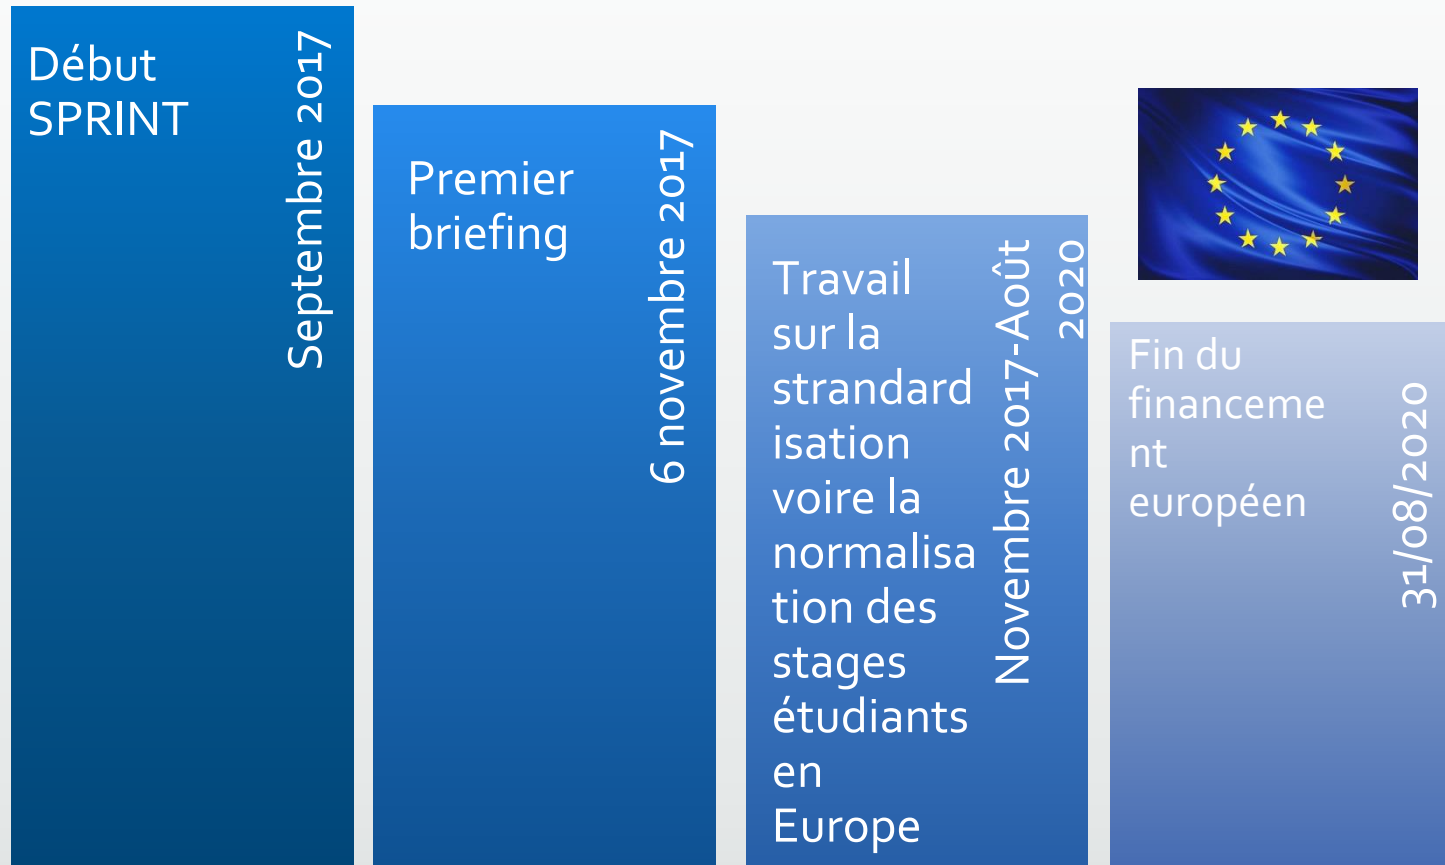 Début
SPRINT
Septembre 2017
Premier
briefing
6 novembre 2017
Travail
sur la
strandard
isation
voire la
normalisa
tion des
stages
étudiants
en
Europe
Novembre 2017-Août
2020
Fin du
financeme
nt
européen
31/08/2020